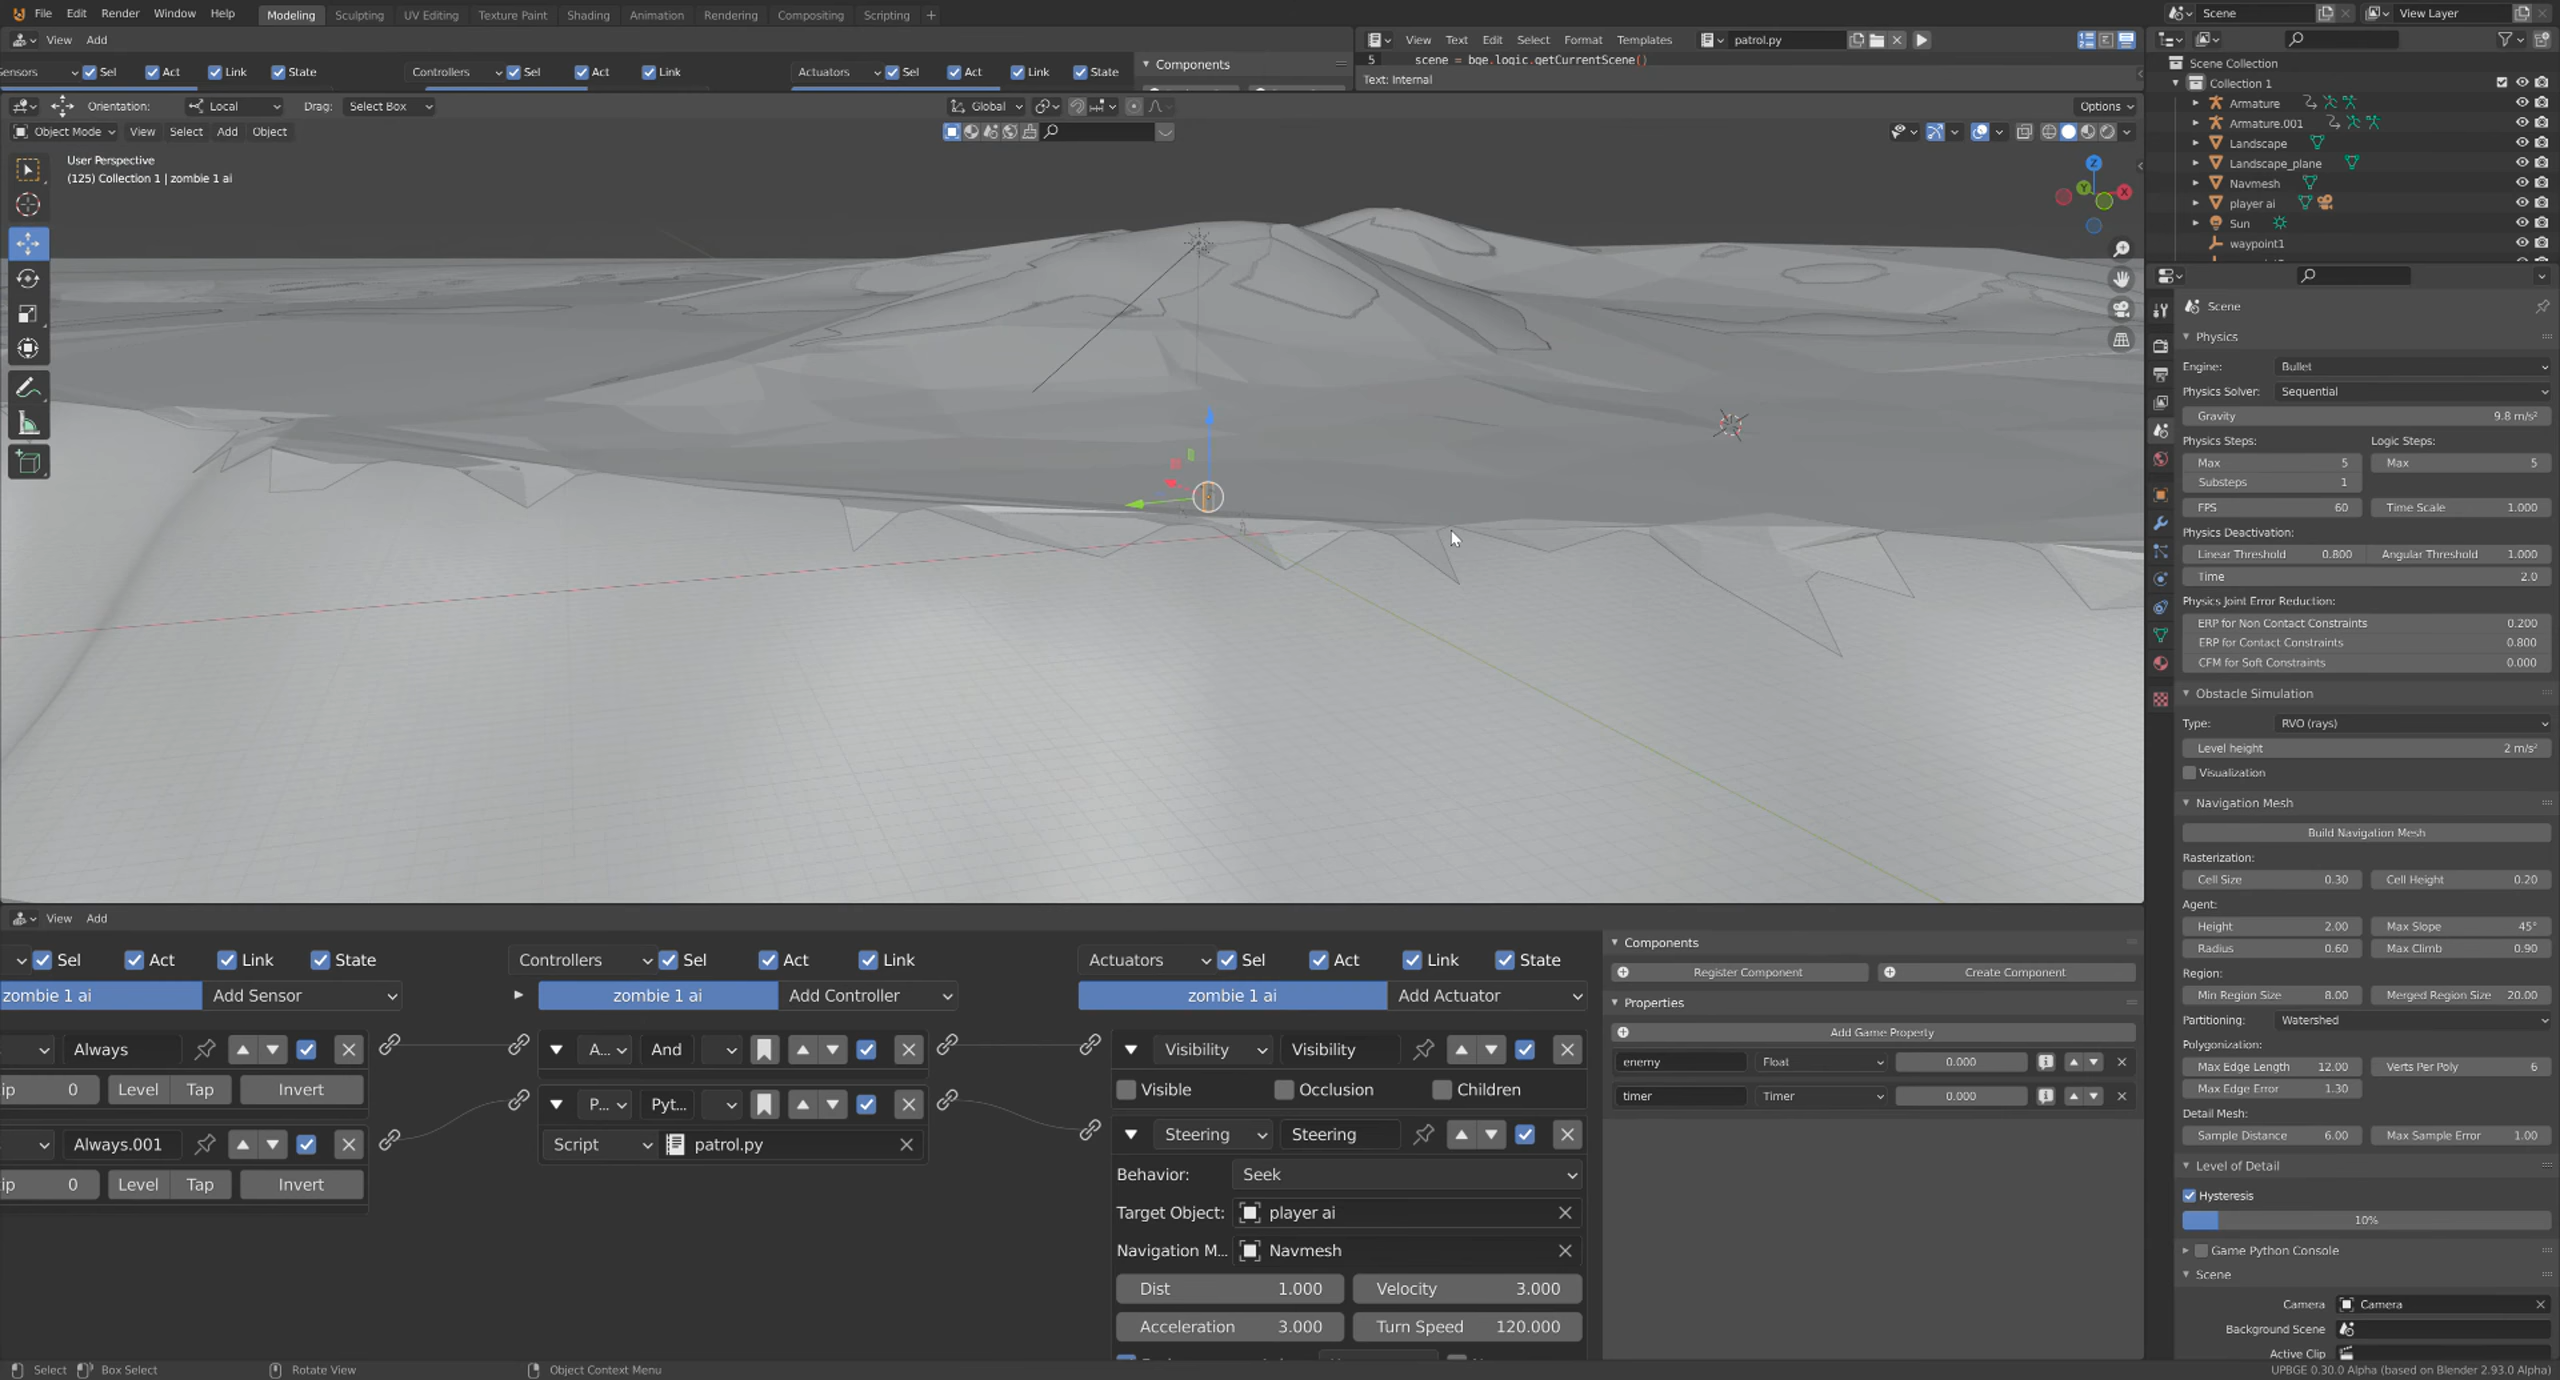 File Edit Render Window Help Modeling Sculpting UV Editing Texture Paint Shading Animation Rendering Compositing Scripting + Scene View Layer
View Add View Text Edit Select Format Templates patrol.py
ensors Sel Act Link State Controllers Sel Act Link Actuators Sel Act Link State Components
5 scene = bge.logic.getCurrentScene()
Text: Internal
Scene Collection
Collection 1
Armature
Armature.001
Landscape
Landscape_plane
Navmesh
player ai
Sun
waypoint1
Orientation: Local Drag: Select Box Global Options
Object Mode View Select Add Object
User Perspective
(125) Collection 1 | zombie 1 ai
Z
Y
X
Scene
Physics
Engine: Bullet
Physics Solver: Sequential
Gravity 9.8 m/s²
Physics Steps: Logic Steps:
Max 5 Max 5
Substeps 1
FPS 60 Time Scale 1.000
Physics Deactivation:
Linear Threshold 0.800 Angular Threshold 1.000
Time 2.0
Physics Joint Error Reduction:
ERP for Non Contact Constraints 0.200
ERP for Contact Constraints 0.800
CFM for Soft Constraints 0.000
Obstacle Simulation
Type: RVO (rays)
Level height 2 m/s²
Visualization
Navigation Mesh
Build Navigation Mesh
Rasterization:
Cell Size 0.30 Cell Height 0.20
Agent:
Height 2.00 Max Slope 45°
Radius 0.60 Max Climb 0.90
Region:
Min Region Size 8.00 Merged Region Size 20.00
Partitioning: Watershed
Polygonization:
Max Edge Length 12.00 Verts Per Poly 6
Max Edge Error 1.30
Detail Mesh:
Sample Distance 6.00 Max Sample Error 1.00
Level of Detail
Hysteresis
10%
Game Python Console
Scene
Camera Camera
Background Scene
Active Clip
View Add
Sel Act Link State Controllers Sel Act Link Actuators Sel Act Link State
zombie 1 ai Add Sensor zombie 1 ai Add Controller zombie 1 ai Add Actuator
Always A... And Visibility Visibility
ip 0 Level Tap Invert Visible Occlusion Children
P... Pyt...
Always.001 Script patrol.py Steering Steering
ip 0 Level Tap Invert Behavior: Seek
Target Object: player ai
Navigation M... Navmesh
Dist 1.000 Velocity 3.000
Acceleration 3.000 Turn Speed 120.000
Components
Register Component Create Component
Properties
Add Game Property
enemy Float 0.000
timer Timer 0.000
Select Box Select Rotate View Object Context Menu UPBGE 0.30.0 Alpha (based on Blender 2.93.0 Alpha)